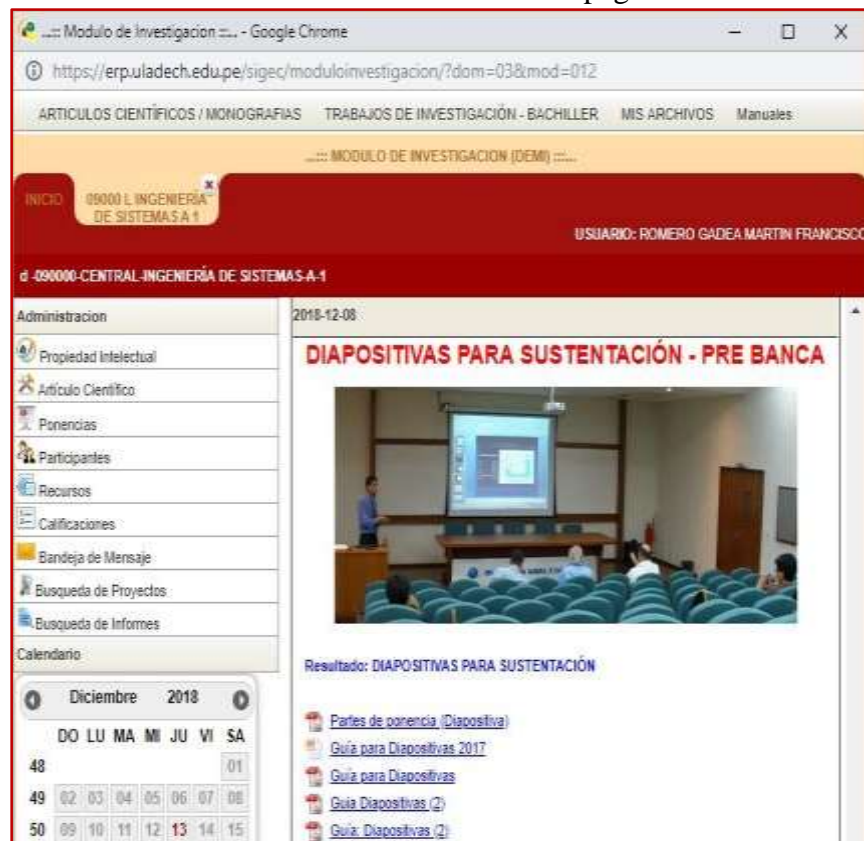 ...:: Modulo de Investigacion ::... - Google Chrome
https://erp.uladech.edu.pe/sigec/moduloinvestigacion/?dom=03&mod=012
ARTICULOS CIENTÍFICOS / MONOGRAFIAS TRABAJOS DE INVESTIGACIÓN - BACHILLER MIS ARCHIVOS Manuales
...::: MODULO DE INVESTIGACION (DEMI) :::...
INICIO
09000 L INGENIERÍA
DE SISTEMAS A 1
USUARIO: ROMERO GADEA MARTIN FRANCISCO
d -090000-CENTRAL-INGENIERÍA DE SISTEMAS-A-1
Administracion
Propiedad Intelectual
Artículo Científico
Ponencias
Participantes
Recursos
Calificaciones
Bandeja de Mensaje
Busqueda de Proyectos
Busqueda de Informes
Calendario
Diciembre 2018
DO LU MA MI JU VI SA
48 01
49 02 03 04 05 06 07 08
50 09 10 11 12 13 14 15
2018-12-08
DIAPOSITIVAS PARA SUSTENTACIÓN - PRE BANCA
Resultado: DIAPOSITIVAS PARA SUSTENTACIÓN
Partes de ponencia (Diapositiva)
Guía para Diapositivas 2017
Guía para Diapositivas
Guia Diapositivas (2)
Guía: Diapositivas (2)